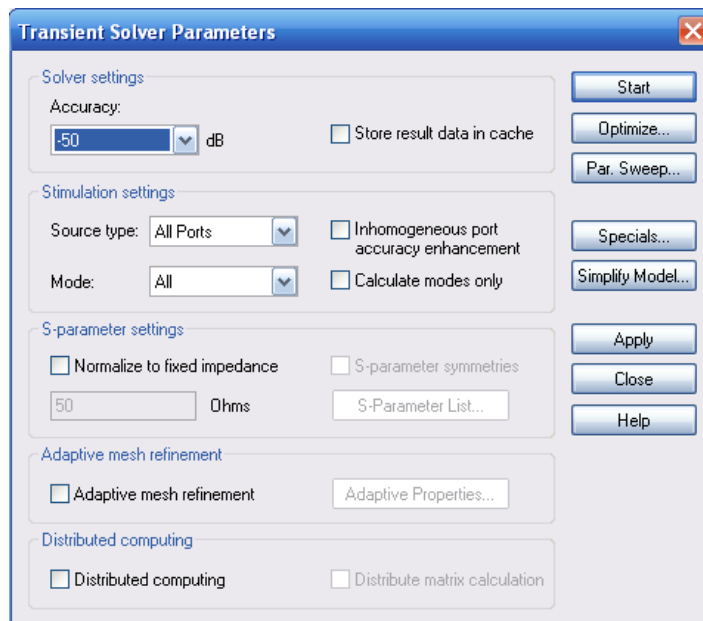 Transient Solver Parameters
Solver settings
Accuracy:
-50 dB
Store result data in cache
Stimulation settings
Source type: All Ports
Inhomogeneous port
accuracy enhancement
Mode: All
Calculate modes only
S-parameter settings
Normalize to fixed impedance
S-parameter symmetries
50 Ohms
S-Parameter List...
Adaptive mesh refinement
Adaptive mesh refinement
Adaptive Properties...
Distributed computing
Distributed computing
Distribute matrix calculation
Start
Optimize...
Par. Sweep...
Specials...
Simplify Model...
Apply
Close
Help